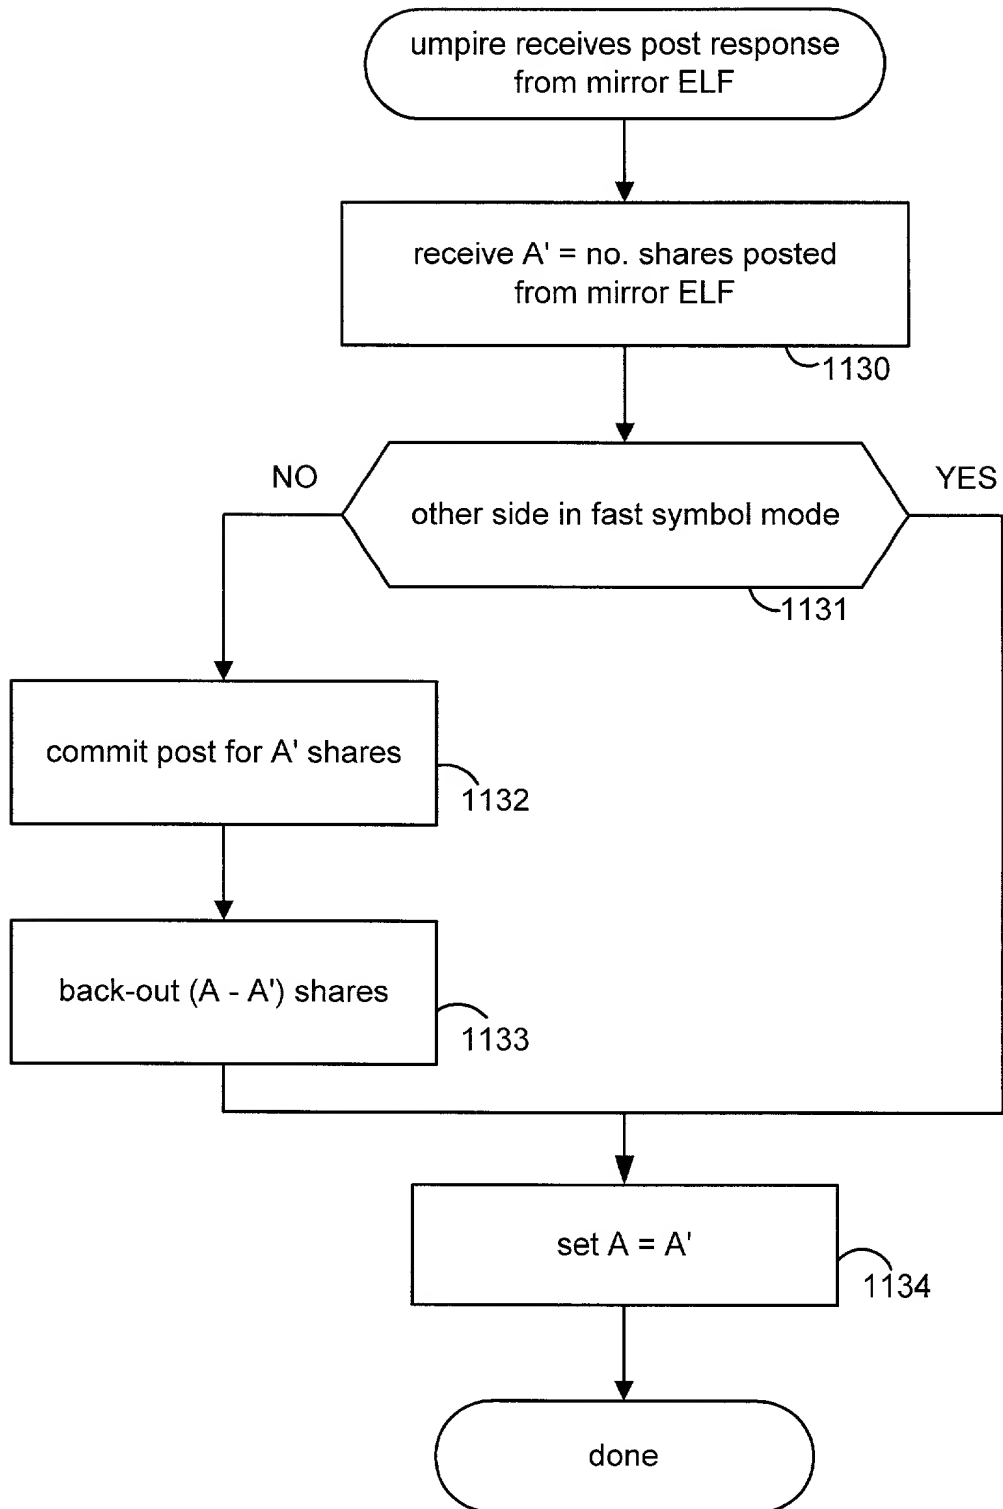 umpire receives post response
from mirror ELF
receive A' = no. shares posted
from mirror ELF
1130
NO
YES
other side in fast symbol mode
1131
commit post for A' shares
1132
back-out (A - A') shares
1133
set A = A'
1134
done